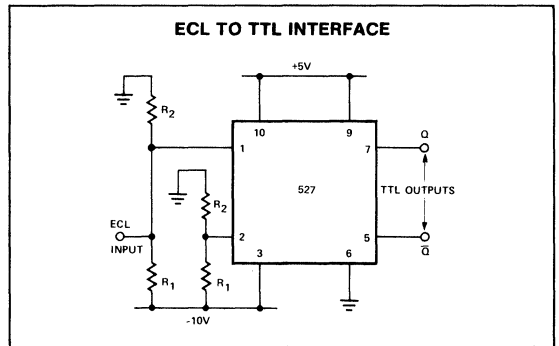 ECL TO TTL INTERFACE
+5V
R2
10
9
1
7
Q
R2
527
TTL OUTPUTS
ECL
INPUT
2
5
Q̅
R1
R1
3
6
-10V